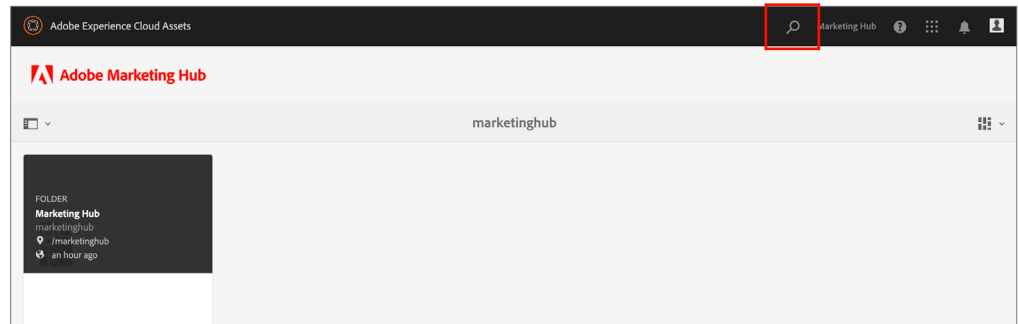 Adobe Experience Cloud Assets
Marketing Hub
Adobe Marketing Hub
marketinghub
FOLDER
Marketing Hub
marketinghub
/marketinghub
an hour ago